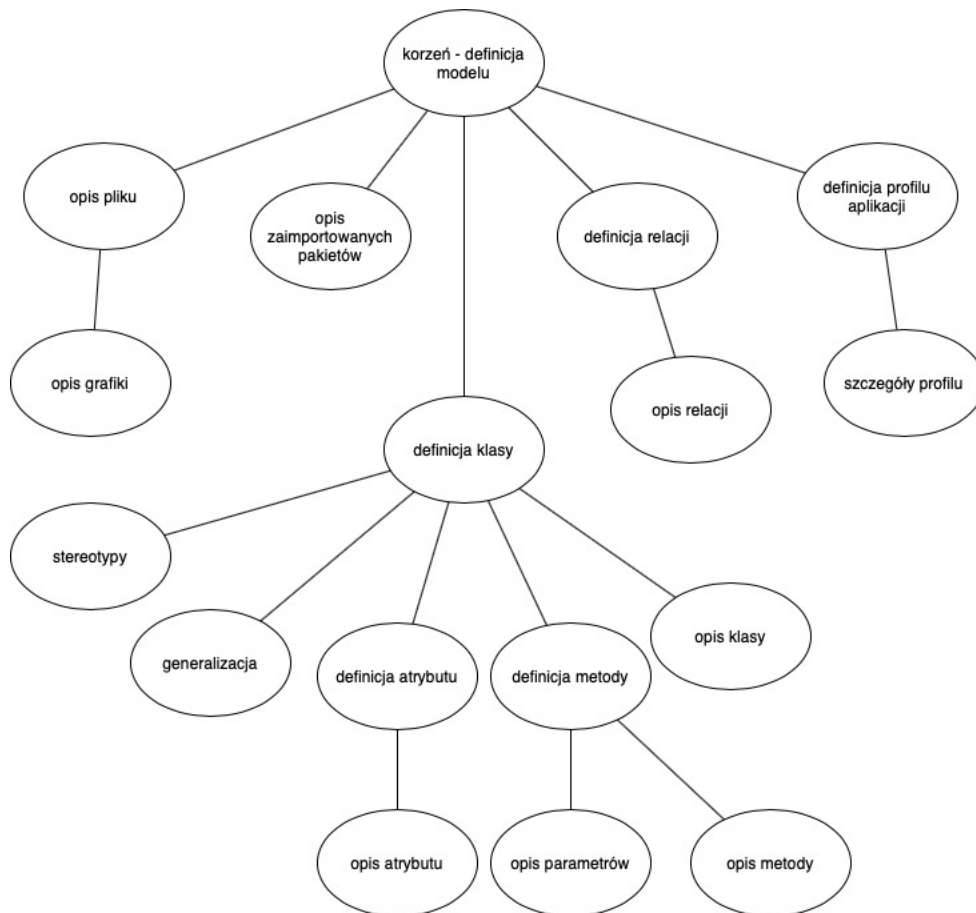 korzeń - definicja
modelu
opis pliku
opis
zaimportowanych
pakietów
definicja relacji
definicja profilu
aplikacji
opis grafiki
opis relacji
szczegóły profilu
definicja klasy
stereotypy
generalizacja
definicja atrybutu
definicja metody
opis klasy
opis atrybutu
opis parametrów
opis metody